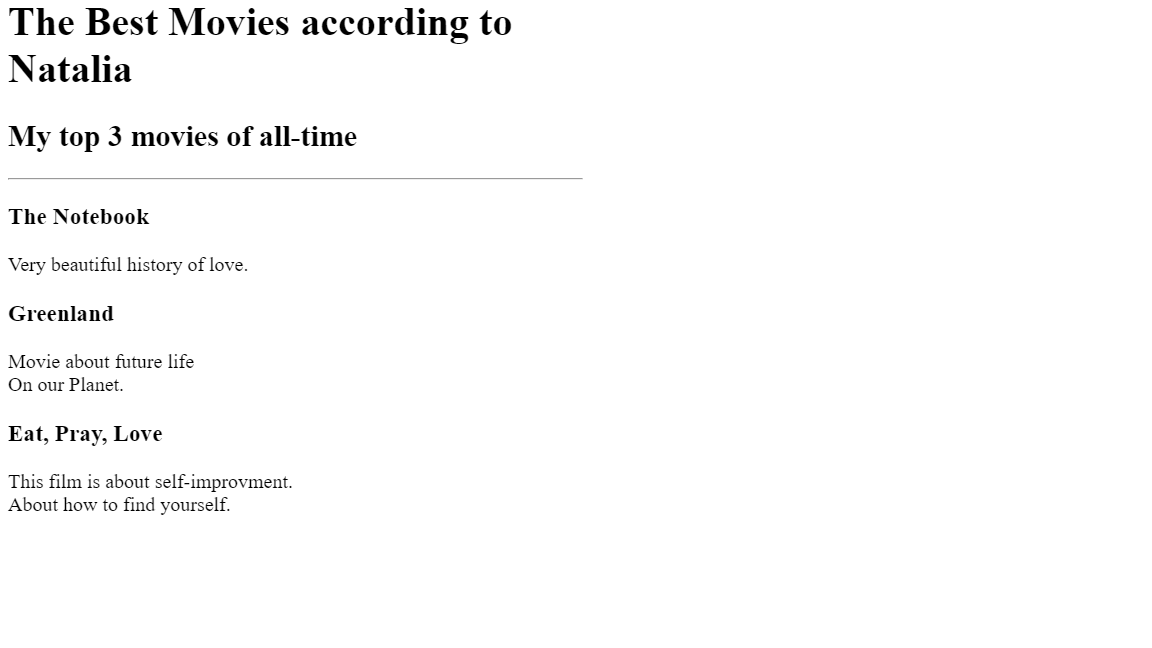 The Best Movies according to
Natalia
My top 3 movies of all-time
The Notebook
Very beautiful history of love.
Greenland
Movie about future life
On our Planet.
Eat, Pray, Love
This film is about self-improvment.
About how to find yourself.